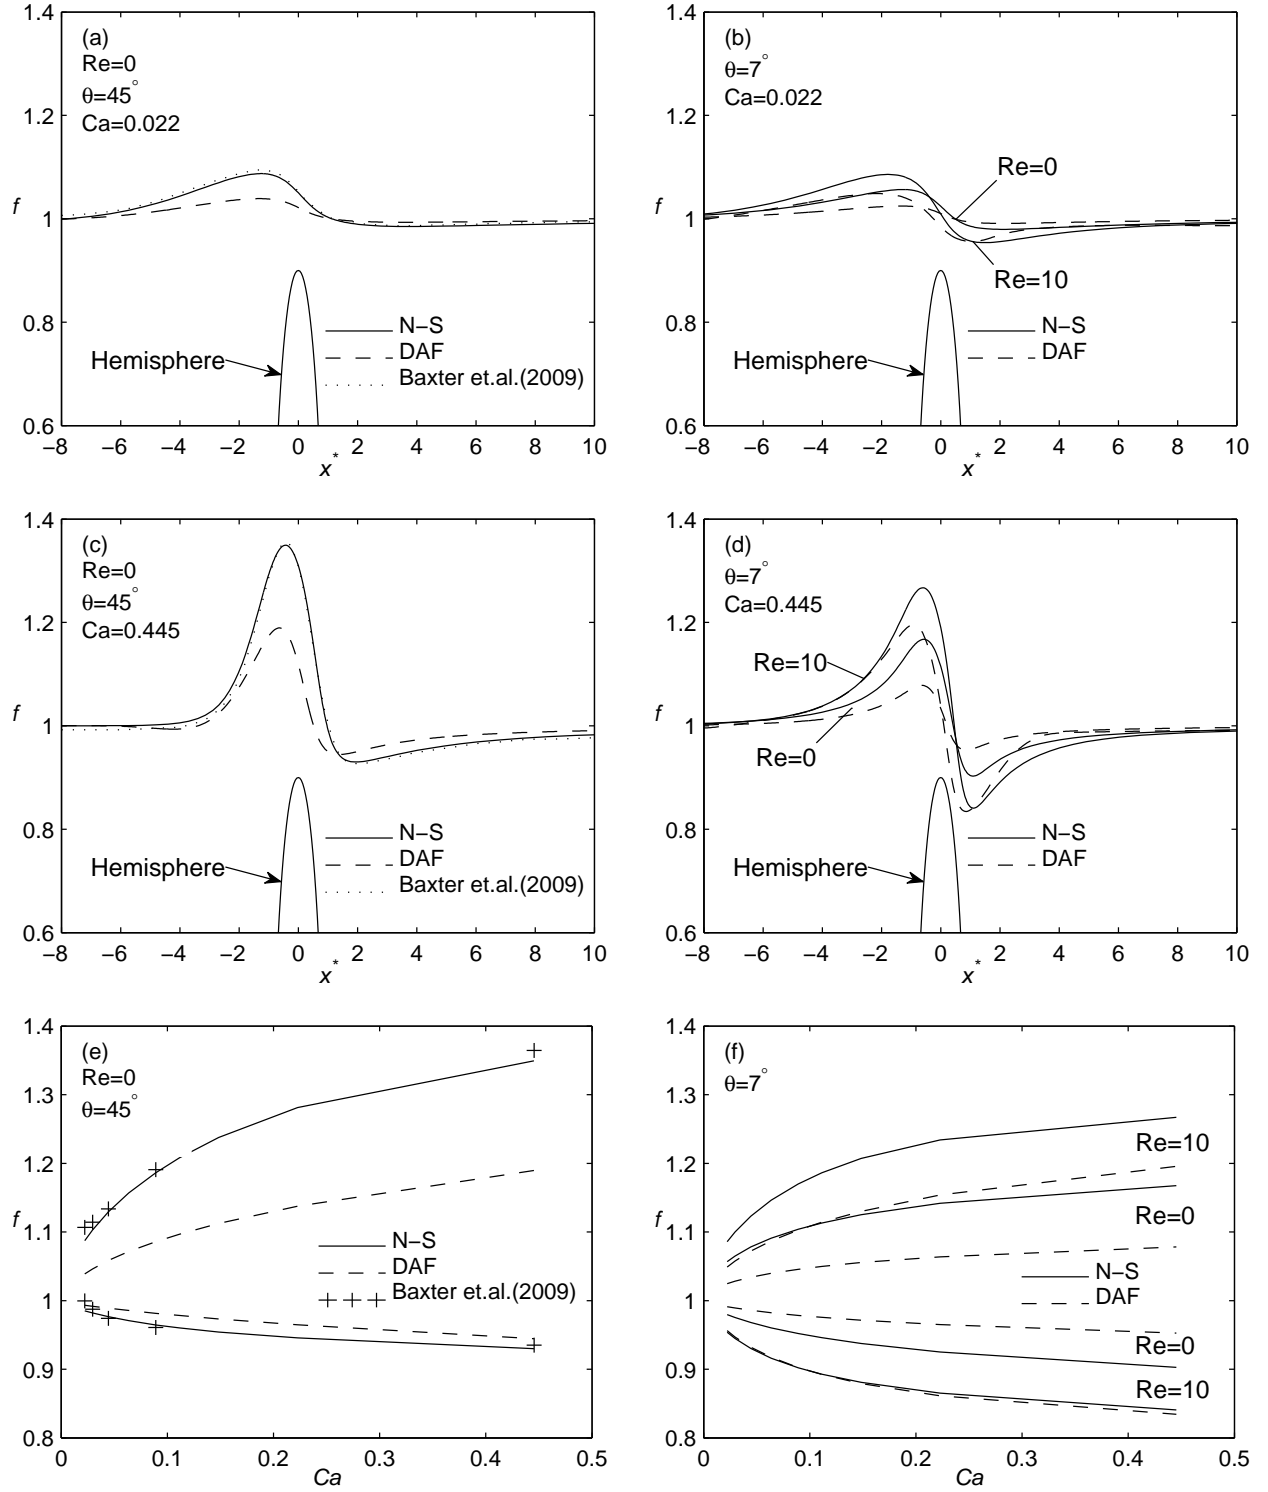 (a)
Re=0
θ=45°
Ca=0.022
1.4
1.2
1
0.8
0.6
f
Hemisphere
N−S
DAF
Baxter et.al.(2009)
−8 −6 −4 −2 0 2 4 6 8 10
x*
(b)
θ=7°
Ca=0.022
1.4
1.2
1
0.8
0.6
f
Re=0
Re=10
Hemisphere
N−S
DAF
−8 −6 −4 −2 0 2 4 6 8 10
x*
(c)
Re=0
θ=45°
Ca=0.445
1.4
1.2
1
0.8
0.6
f
Hemisphere
N−S
DAF
Baxter et.al.(2009)
−8 −6 −4 −2 0 2 4 6 8 10
x*
(d)
θ=7°
Ca=0.445
1.4
1.2
1
0.8
0.6
f
Re=10
Re=0
Hemisphere
N−S
DAF
−8 −6 −4 −2 0 2 4 6 8 10
x*
(e)
Re=0
θ=45°
1.4
1.3
1.2
1.1
1
0.9
0.8
f
N−S
DAF
Baxter et.al.(2009)
0 0.1 0.2 0.3 0.4 0.5
Ca
(f)
θ=7°
1.4
1.3
1.2
1.1
1
0.9
0.8
f
Re=10
Re=0
N−S
DAF
Re=0
Re=10
0 0.1 0.2 0.3 0.4 0.5
Ca